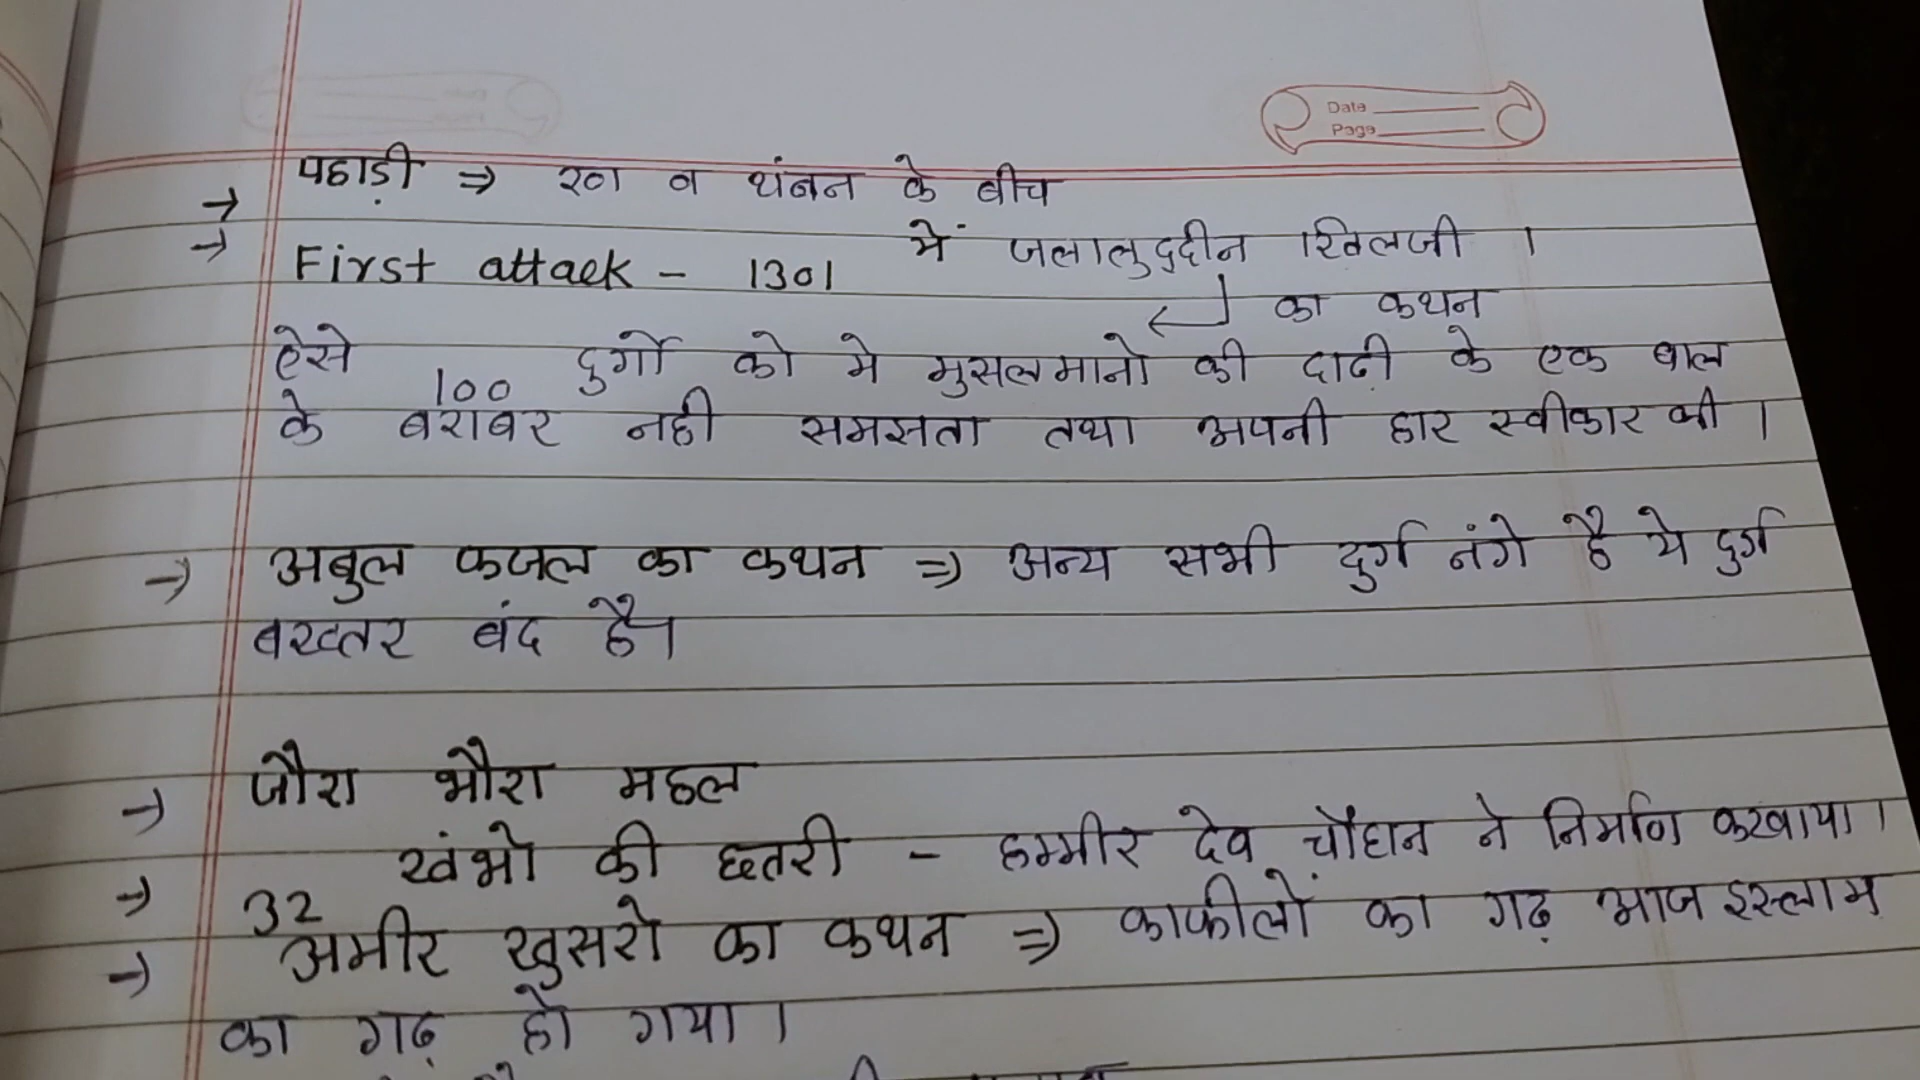 Date
Page
→ पहाडी़ ⇒ रण व थंबन के बीच
→ First attack - 1301 में जलालुद्दीन खिलजी ।
का कथन
ऐसे 100 दुर्गो को मे मुसलमानो की दाढी़ के एक बाल
के बराबर नही समझता तथा अपनी हार स्वीकार की ।
→ अबुल फजल का कथन ⇒ अन्य सभी दुर्ग नंगे है ये दुर्ग
बख्तर बंद है।
→ जौरा भौरा महल
→ 32 खंभो की छतरी - हम्मीर देव चौहान ने निर्माण करवाया ।
→ अमीर खुसरो का कथन ⇒ काफीलों का गढ़ आज इस्लाम
का गढ़ हो गया ।